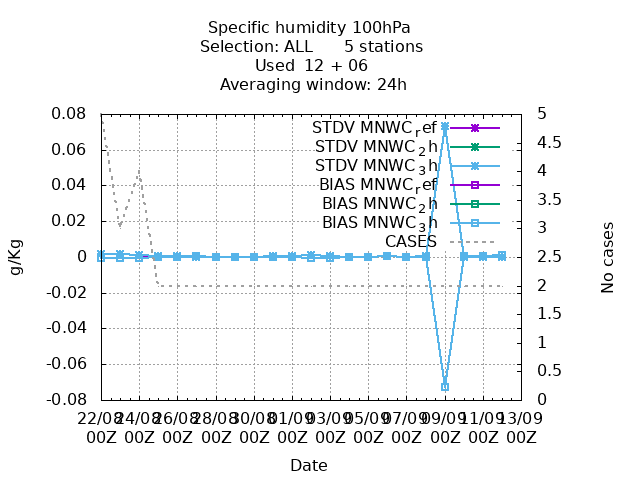 Specific humidity 100hPa
Selection: ALL      5 stations
Used  12 + 06
Averaging window: 24h
0.08
0.06
0.04
0.02
0
-0.02
-0.04
-0.06
-0.08
g/Kg
STDV MNWC_ref
STDV MNWC_2h
STDV MNWC_3h
BIAS MNWC_ref
BIAS MNWC_2h
BIAS MNWC_3h
CASES
5
4.5
4
3.5
3
2.5
2
1.5
1
0.5
0
No cases
22/08 24/08 26/08 28/08 30/08 01/09 03/09 05/09 07/09 09/09 11/09 13/09
00Z 00Z 00Z 00Z 00Z 00Z 00Z 00Z 00Z 00Z 00Z 00Z
Date